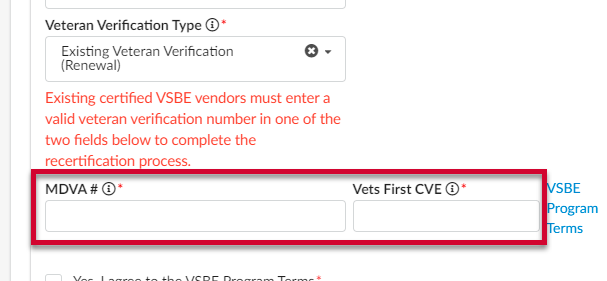 Veteran Verification Type *
Existing Veteran Verification
(Renewal)
Existing certified VSBE vendors must enter a
valid veteran verification number in one of the
two fields below to complete the
recertification process.
MDVA # * Vets First CVE *
VSBE
Program
Terms
Yes, I agree to the VSBE Program Terms *